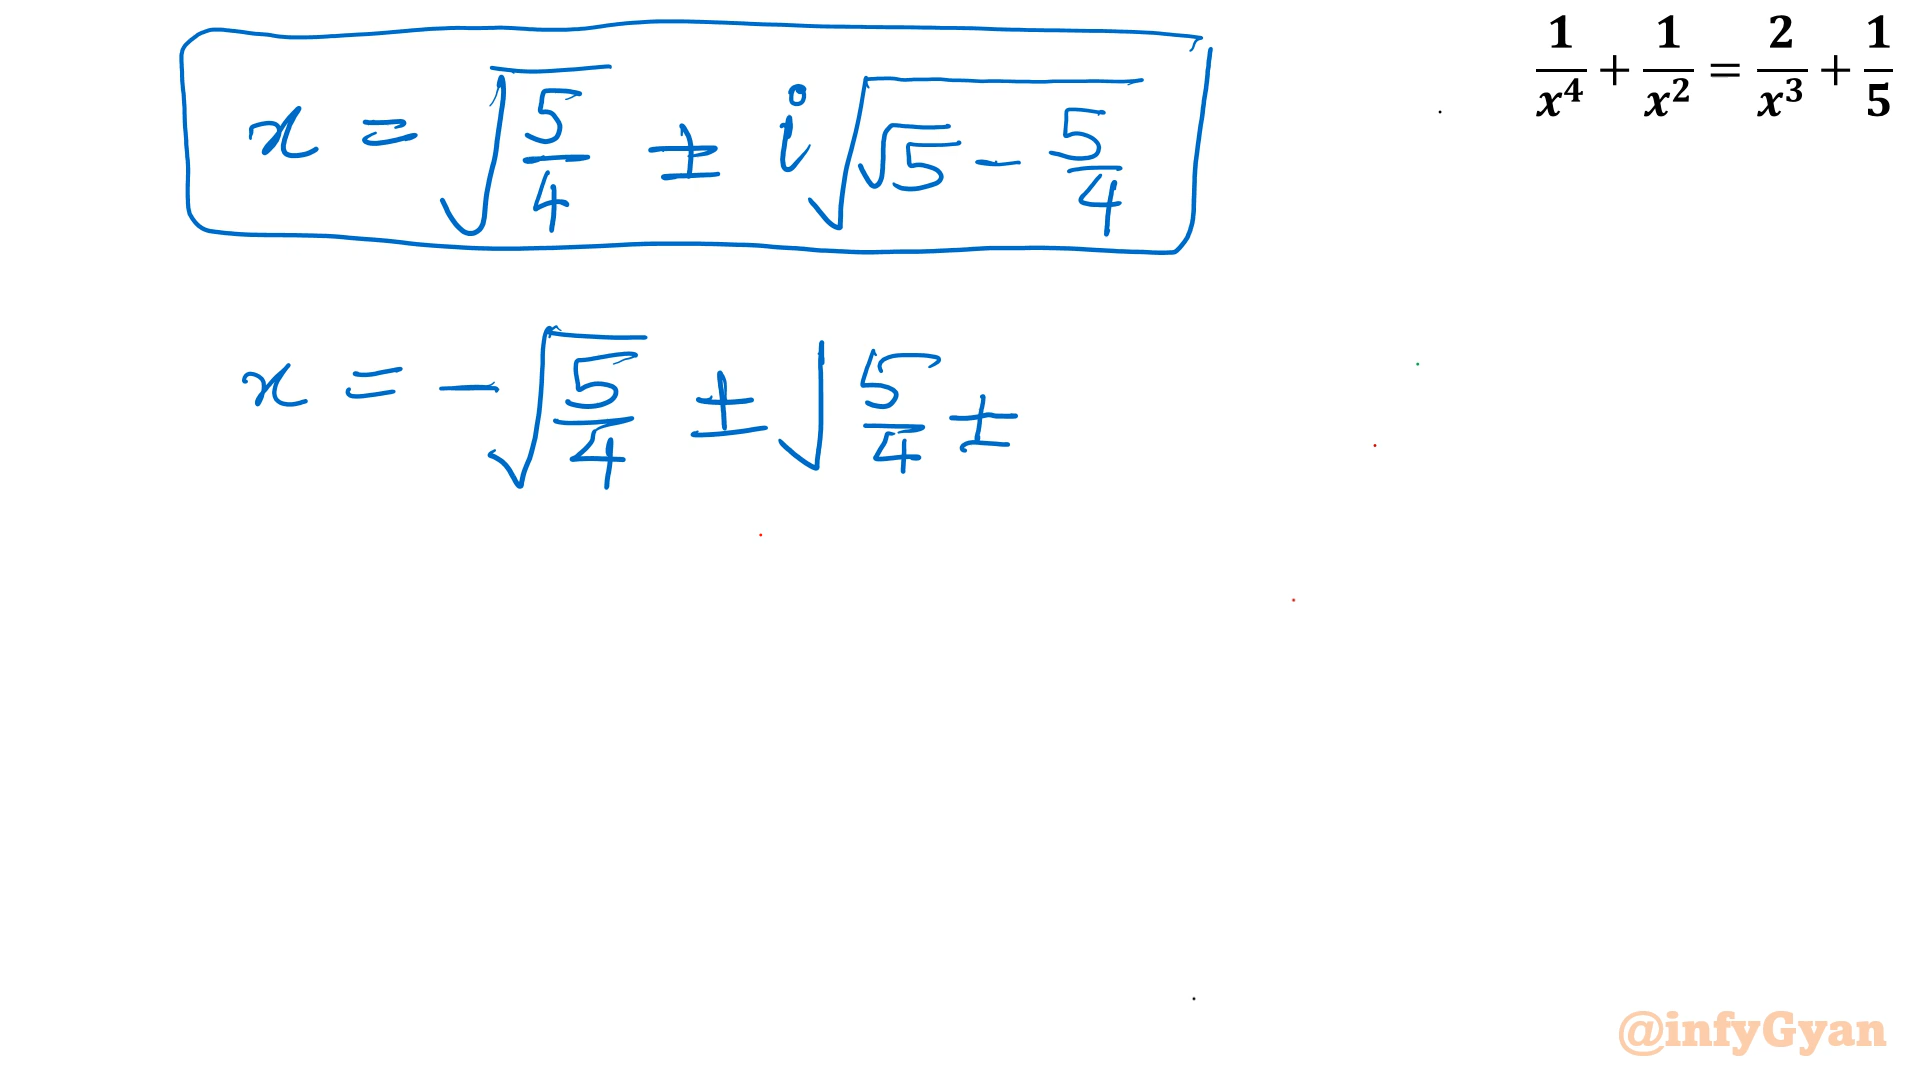 1/x⁴ + 1/x² = 2/x³ + 1/5
x = √(5/4) ± i√(√5 − 5/4)
x = −√(5/4) ± √(5/4 ±
@infyGyan